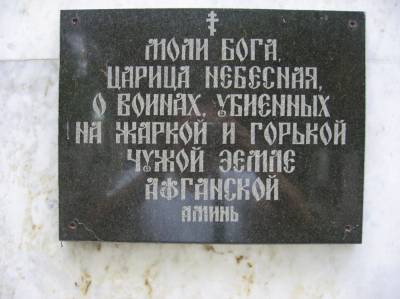 МОЛИ БОГА,
ЦАРИЦА НЕБЕСНАЯ,
О ВОИНАХ, УБИЕННЫХ
НА ЖАРКОЙ И ГОРЬКОЙ
ЧУЖОЙ ЗЕМЛЕ
АФГАНСКОЙ
АМИНЬ